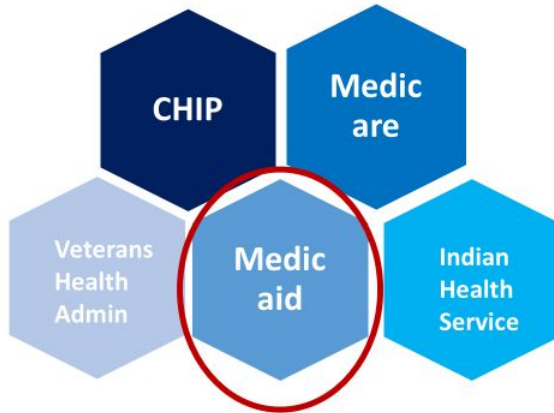 CHIP
Medic
are
Veterans
Health
Admin
Medic
aid
Indian
Health
Service